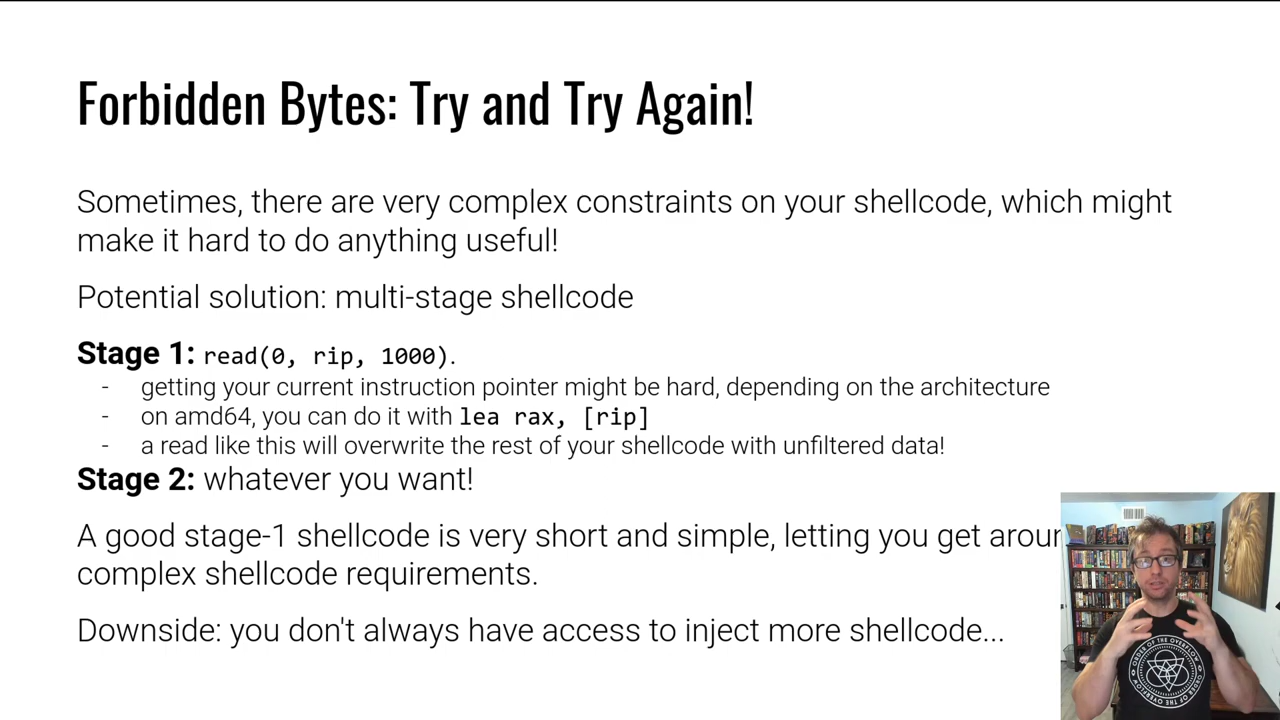 Forbidden Bytes: Try and Try Again!
Sometimes, there are very complex constraints on your shellcode, which might
make it hard to do anything useful!
Potential solution: multi-stage shellcode
Stage 1: read(0, rip, 1000).
- getting your current instruction pointer might be hard, depending on the architecture
- on amd64, you can do it with lea rax, [rip]
- a read like this will overwrite the rest of your shellcode with unfiltered data!
Stage 2: whatever you want!
A good stage-1 shellcode is very short and simple, letting you get aroun
complex shellcode requirements.
Downside: you don't always have access to inject more shellcode...
ORDER OF THE OVERFLOW